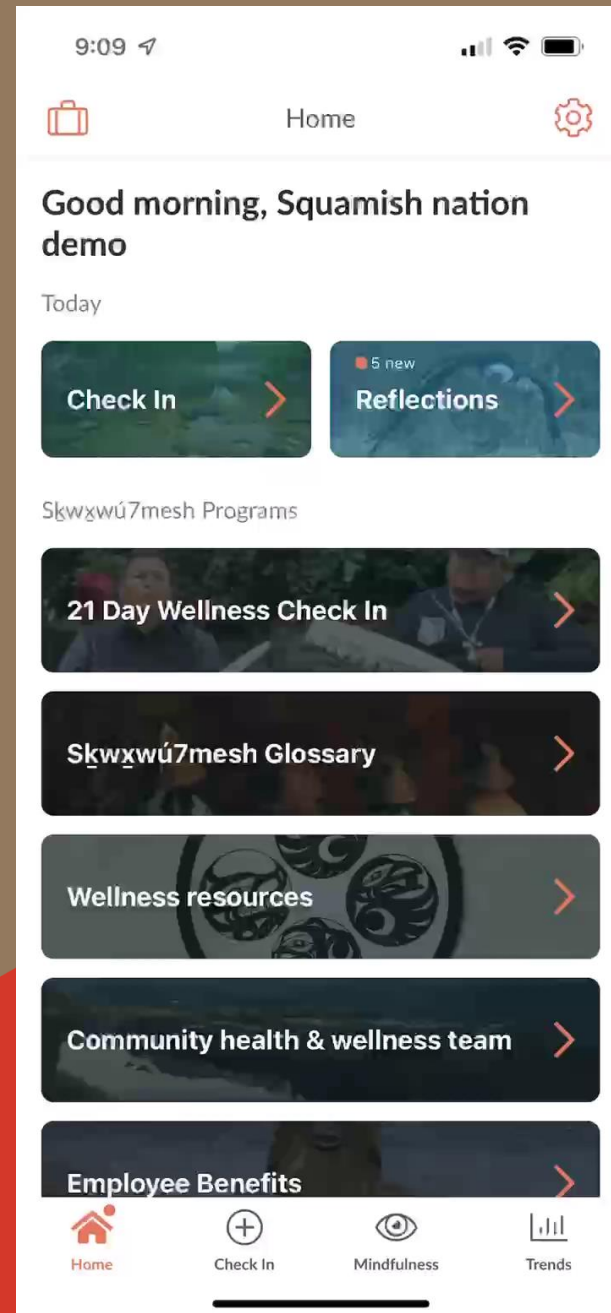 9:09
Home
Good morning, Squamish nation
demo
Today
Check In
5 new
Reflections
Sḵwx̱wú7mesh Programs
21 Day Wellness Check In
Sḵwx̱wú7mesh Glossary
Wellness resources
Community health & wellness team
Employee Benefits
Home
Check In
Mindfulness
Trends